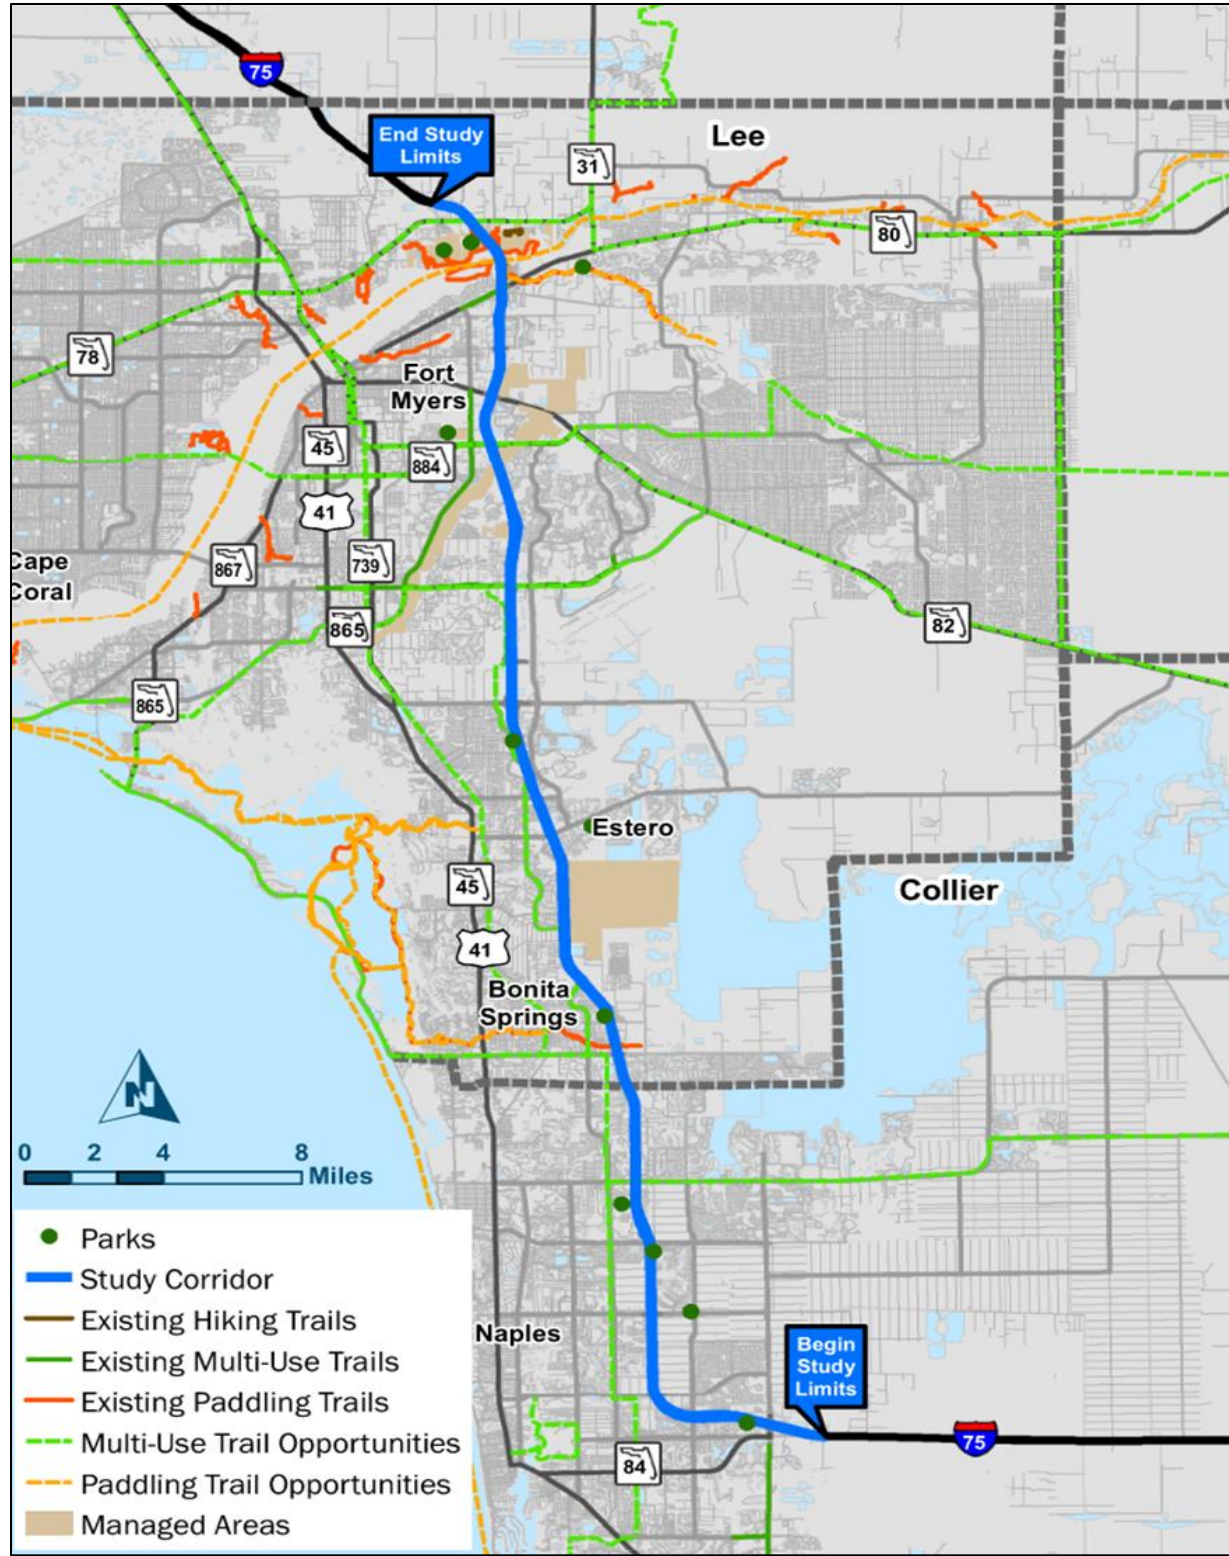 75
End Study
Limits
31
Lee
80
78
Fort
Myers
45
884
41
Cape
Coral
867
739
865
82
865
Estero
45
Collier
41
Bonita
Springs
N
0 2 4 8
Miles
Parks
Study Corridor
Existing Hiking Trails
Existing Multi-Use Trails
Existing Paddling Trails
Multi-Use Trail Opportunities
Paddling Trail Opportunities
Managed Areas
Naples
Begin
Study
Limits
84
75